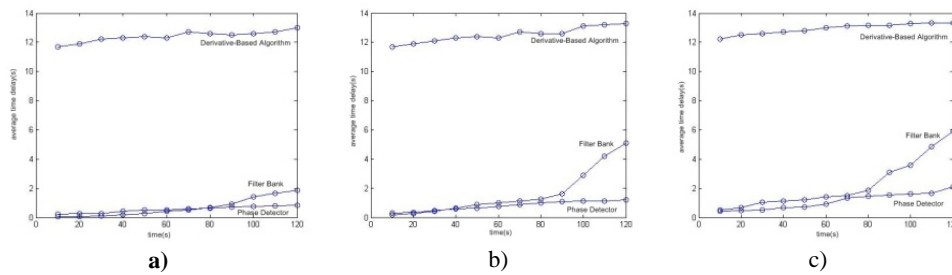 14
12
10
8
6
4
2
0
0 20 40 60 80 100 120
average time delay(s)
time(s)
Derivative-Based Algorithm
Filter Bank
Phase Detector
a)
14
12
10
8
6
4
2
0
0 20 40 60 80 100 120
average time delay(s)
time(s)
Derivative-Based Algorithm
Filter Bank
Phase Detector
b)
14
12
10
8
6
4
2
0
0 20 40 60 80 100 120
average time delay(s)
time(s)
Derivative-Based Algorithm
Filter Bank
Phase Detector
c)